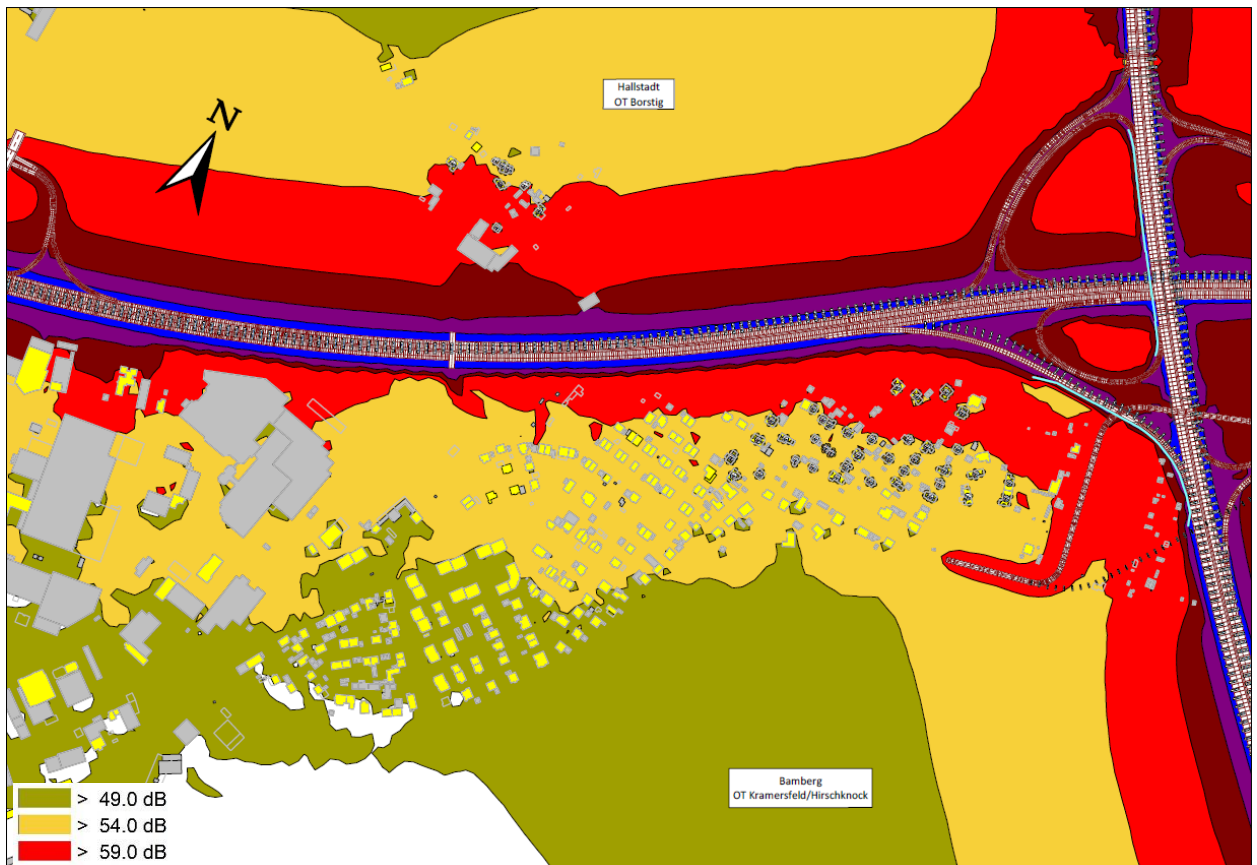 Hallstadt
OT Borstig
N
Bamberg
OT Kramersfeld/Hirschknock
> 49.0 dB
> 54.0 dB
> 59.0 dB